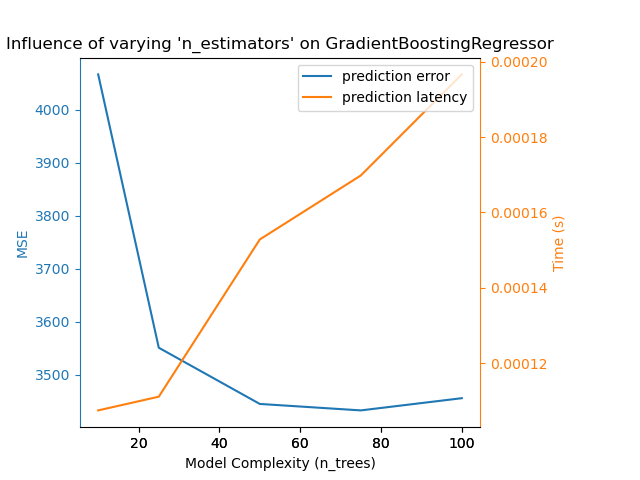 Influence of varying 'n_estimators' on GradientBoostingRegressor
prediction error
prediction latency
MSE
4000
3900
3800
3700
3600
3500
0.00020
0.00018
0.00016
0.00014
0.00012
Time (s)
20 40 60 80 100
Model Complexity (n_trees)